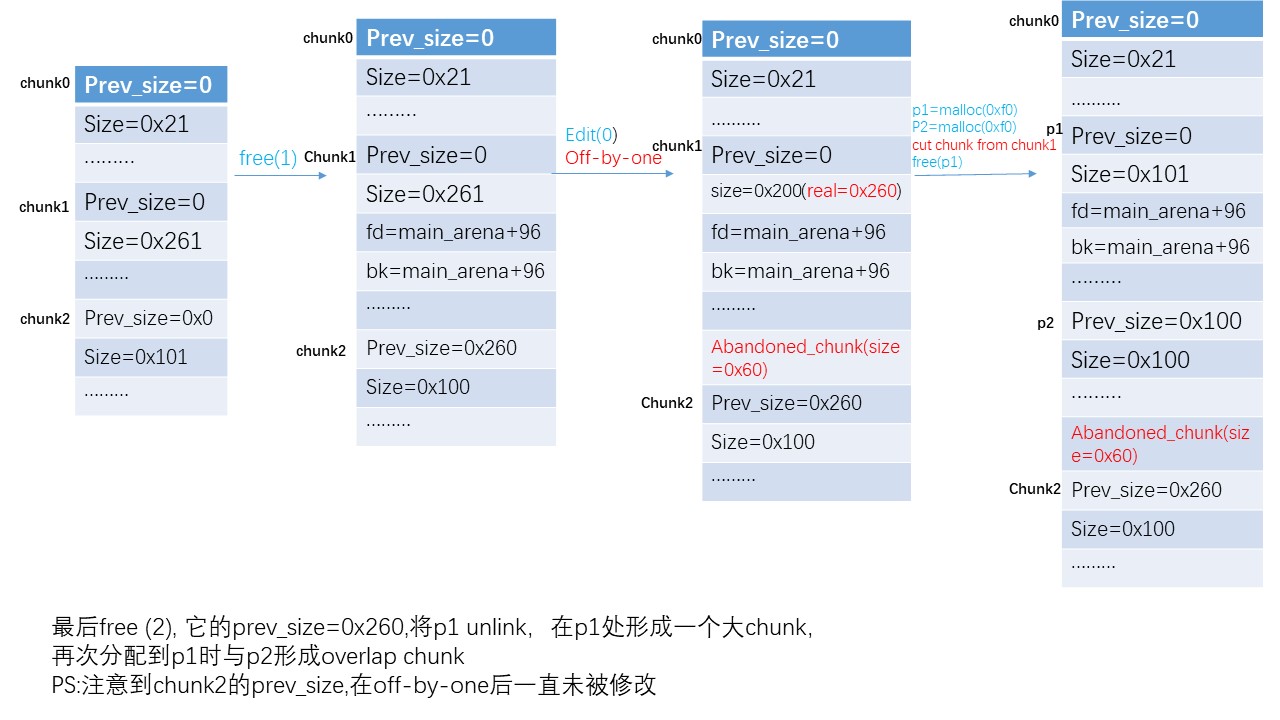 chunk0
Prev_size=0
Size=0x21
.........
chunk1
Prev_size=0
Size=0x261
.........
chunk2
Prev_size=0x0
Size=0x101
.........
free(1)
chunk0
Prev_size=0
Size=0x21
.........
Chunk1
Prev_size=0
Size=0x261
fd=main_arena+96
bk=main_arena+96
.........
chunk2
Prev_size=0x260
Size=0x100
.........
Edit(0)
Off-by-one
chunk0
Prev_size=0
Size=0x21
..........
chunk1
Prev_size=0
size=0x200(real=0x260)
fd=main_arena+96
bk=main_arena+96
.........
Abandoned_chunk(size
=0x60)
Chunk2
Prev_size=0x260
Size=0x100
.........
p1=malloc(0xf0)
P2=malloc(0xf0)
cut chunk from chunk1
free(p1)
chunk0
Prev_size=0
Size=0x21
..........
p1
Prev_size=0
Size=0x101
fd=main_arena+96
bk=main_arena+96
.........
p2
Prev_size=0x100
Size=0x100
.........
Abandoned_chunk(siz
e=0x60)
Chunk2
Prev_size=0x260
Size=0x100
.........
最后free (2), 它的prev_size=0x260,将p1 unlink, 在p1处形成一个大chunk,
再次分配到p1时与p2形成overlap chunk
PS:注意到chunk2的prev_size,在off-by-one后一直未被修改